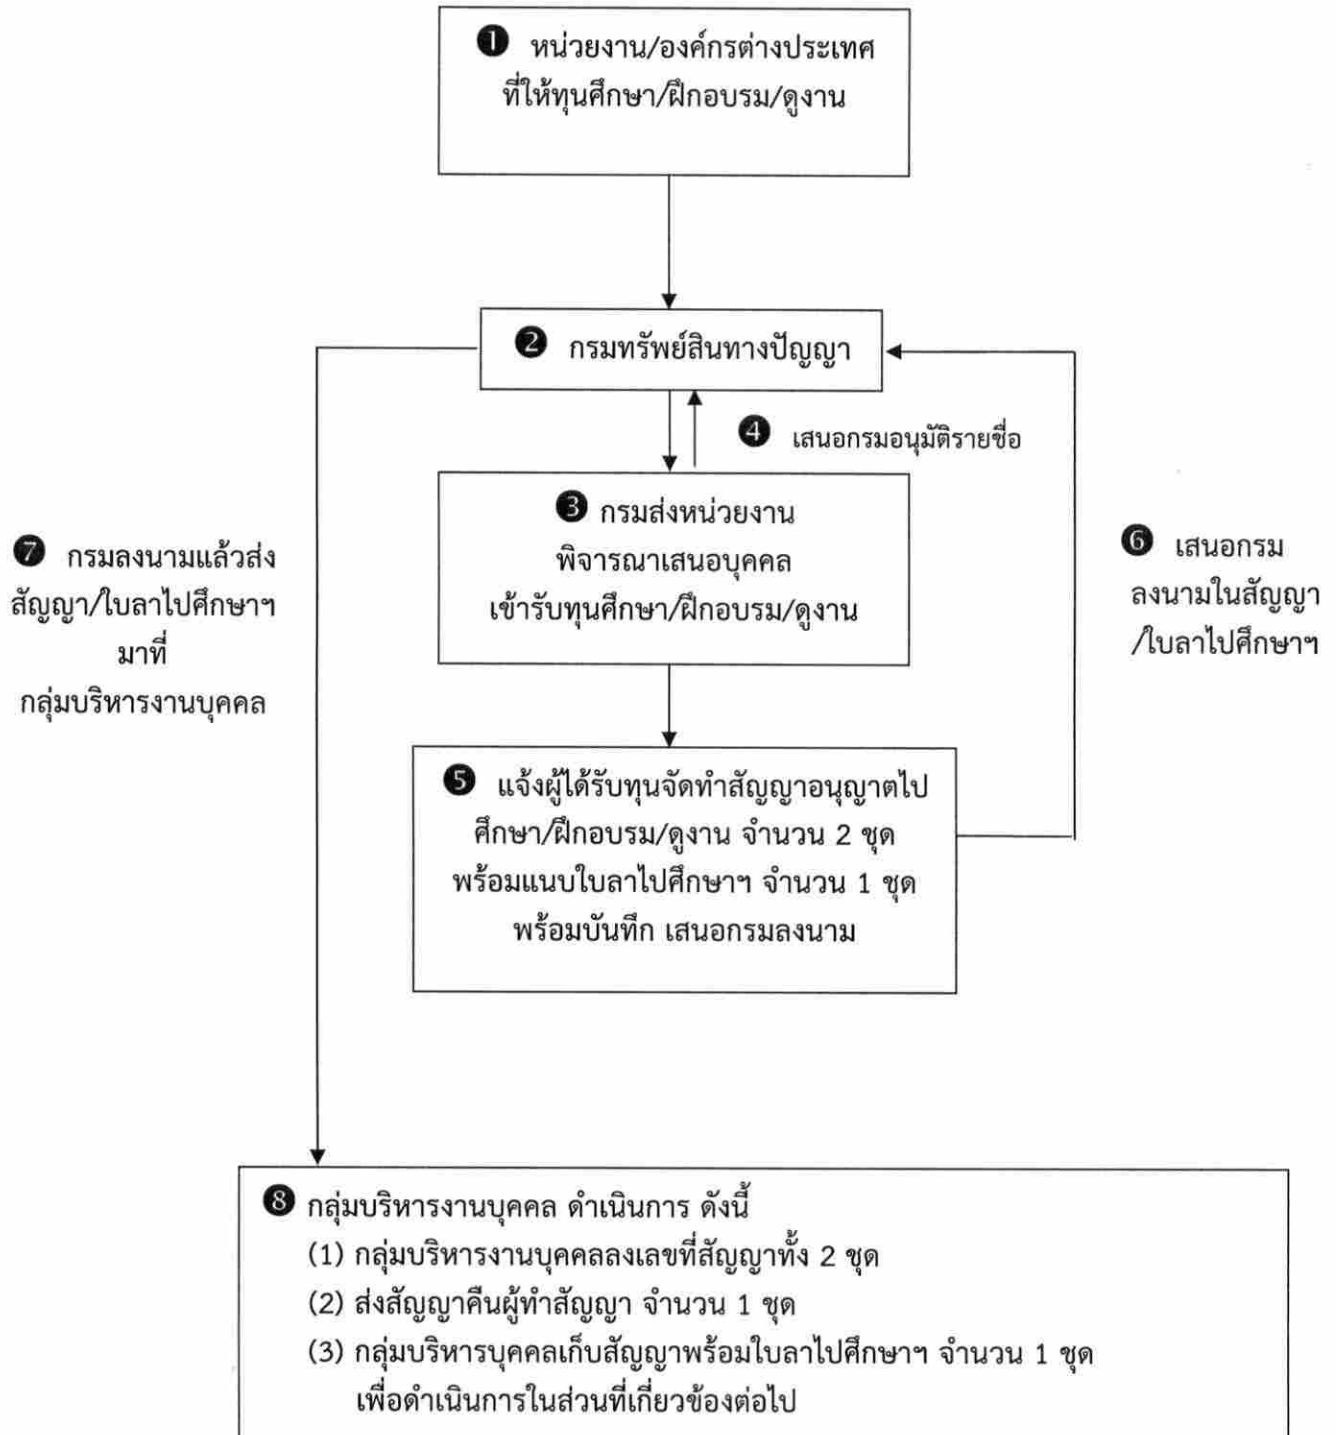 ❶ หน่วยงาน/องค์กรต่างประเทศ
ที่ให้ทุนศึกษา/ฝึกอบรม/ดูงาน
❷ กรมทรัพย์สินทางปัญญา
❹ เสนอกรมอนุมัติรายชื่อ
❸ กรมส่งหน่วยงาน
พิจารณาเสนอบุคคล
เข้ารับทุนศึกษา/ฝึกอบรม/ดูงาน
❺ แจ้งผู้ได้รับทุนจัดทำสัญญาอนุญาตไป
ศึกษา/ฝึกอบรม/ดูงาน จำนวน 2 ชุด
พร้อมแนบใบลาไปศึกษาฯ จำนวน 1 ชุด
พร้อมบันทึก เสนอกรมลงนาม
❻ เสนอกรม
ลงนามในสัญญา
/ใบลาไปศึกษาฯ
❼ กรมลงนามแล้วส่ง
สัญญา/ใบลาไปศึกษาฯ
มาที่
กลุ่มบริหารงานบุคคล
❽ กลุ่มบริหารงานบุคคล ดำเนินการ ดังนี้
(1) กลุ่มบริหารงานบุคคลลงเลขที่สัญญาทั้ง 2 ชุด
(2) ส่งสัญญาคืนผู้ทำสัญญา จำนวน 1 ชุด
(3) กลุ่มบริหารบุคคลเก็บสัญญาพร้อมใบลาไปศึกษาฯ จำนวน 1 ชุด
เพื่อดำเนินการในส่วนที่เกี่ยวข้องต่อไป